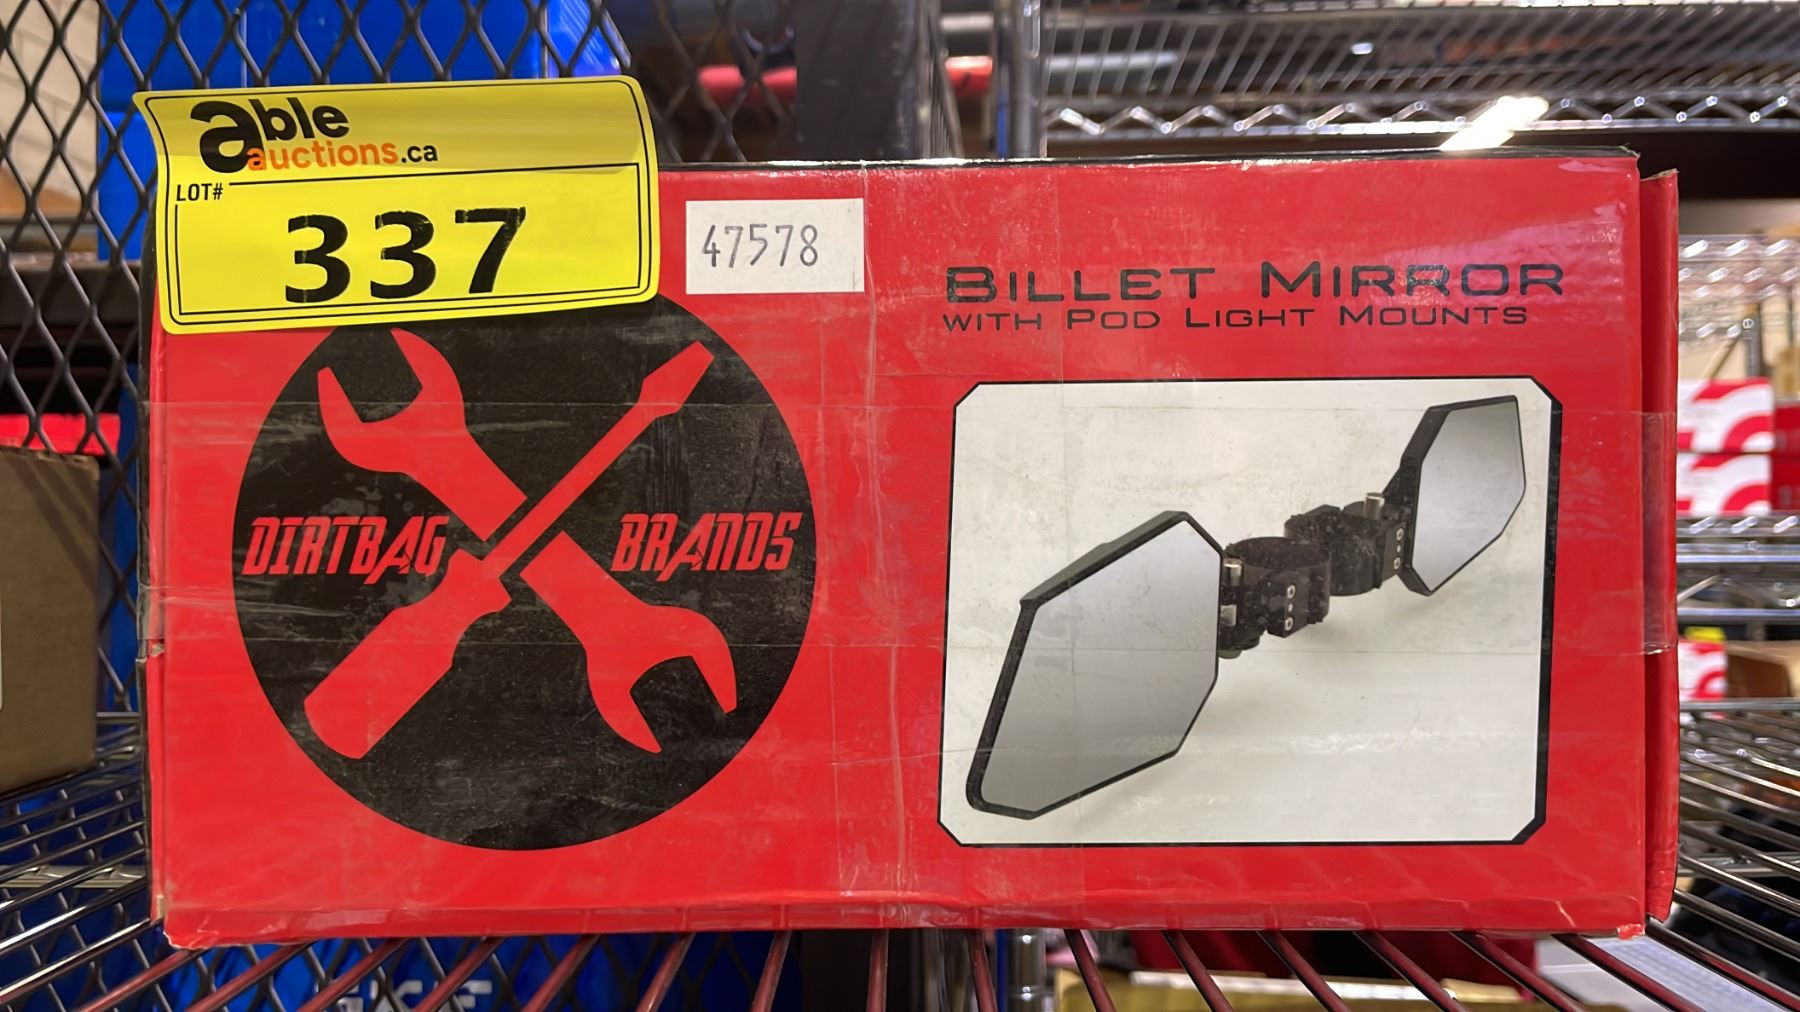 able
auctions.ca
LOT#
337
47578
BILLET MIRROR
WITH POD LIGHT MOUNTS
DIRTBAG BRANDS